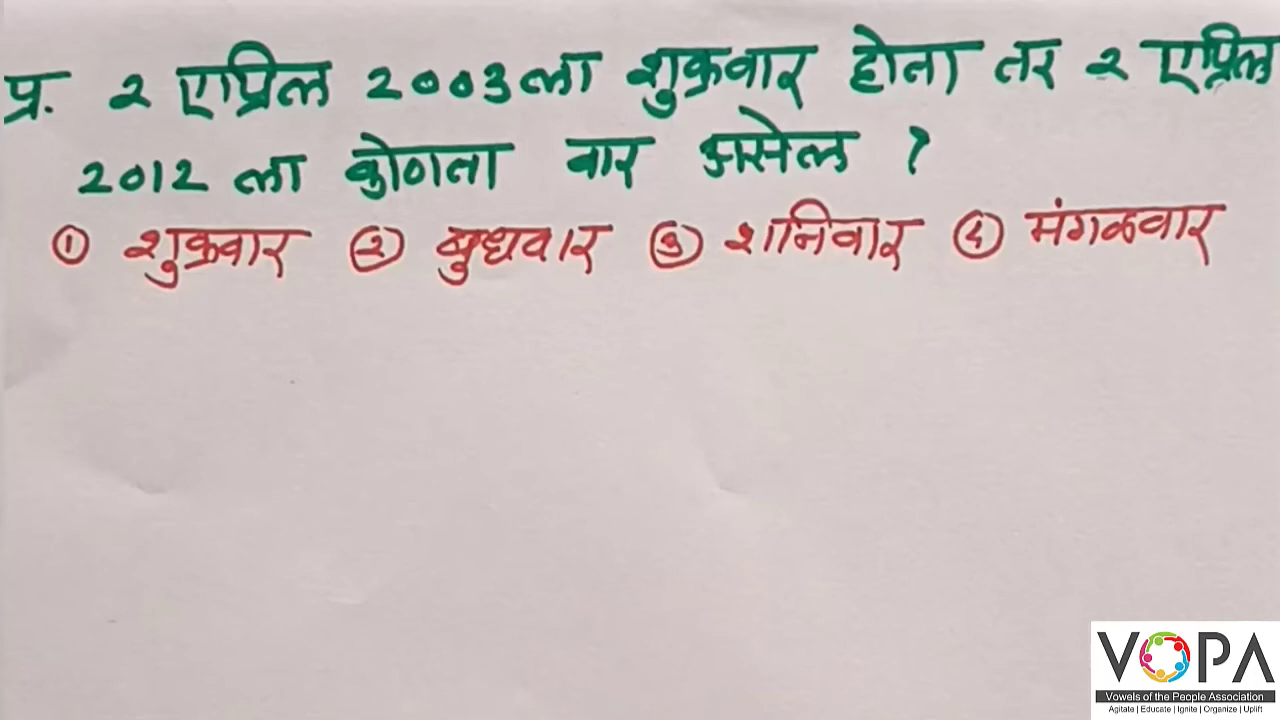 प्र. २ एप्रिल 2003ला शुक्रवार होता तर २ एप्रिल
2012 ला कोणता वार असेल ?
① शुक्रवार ② बुधवार ③ शनिवार ④ मंगळवार
VOPA
Vowels of the People Association
Agitate | Educate | Ignite | Organize | Uplift